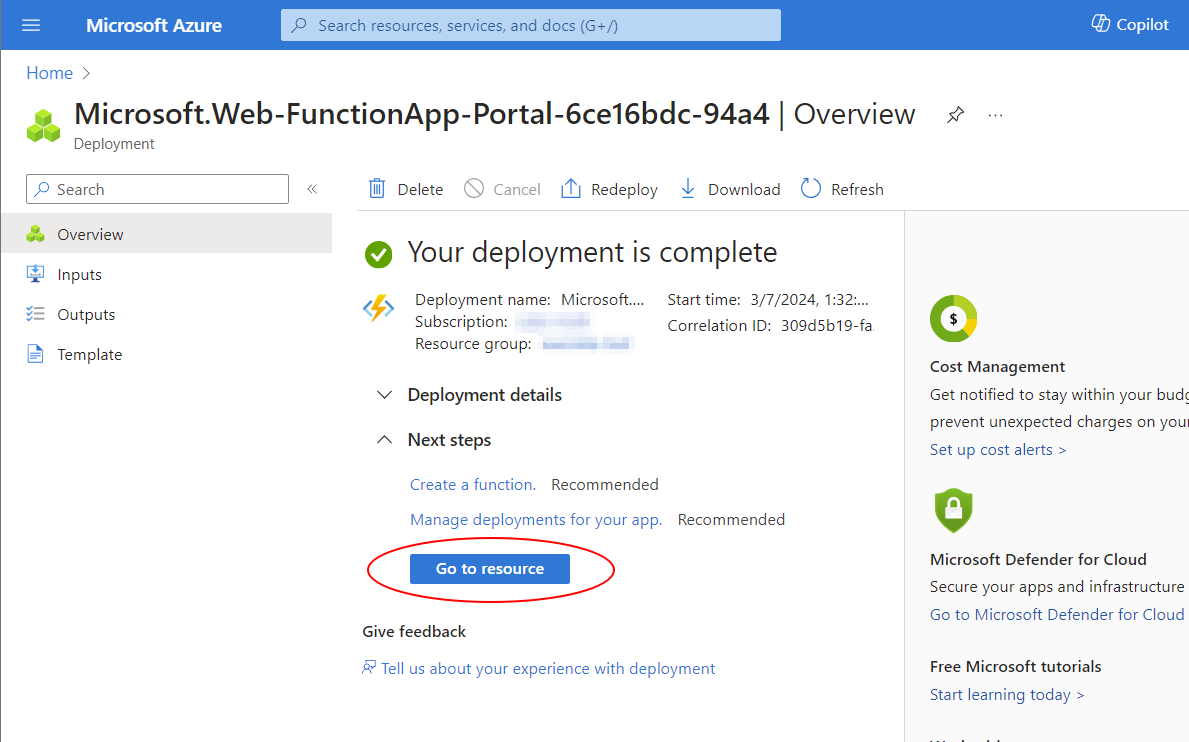 Microsoft Azure
Search resources, services, and docs (G+/)
Copilot
Home
Microsoft.Web-FunctionApp-Portal-6ce16bdc-94a4 | Overview
...
Deployment
Search
«
Delete
Cancel
Redeploy
Download
Refresh
Overview
Inputs
Outputs
Template
Your deployment is complete
Deployment name: Microsoft....
Subscription:
Resource group:
Start time: 3/7/2024, 1:32:...
Correlation ID: 309d5b19-fa
Deployment details
Next steps
Create a function. Recommended
Manage deployments for your app. Recommended
Go to resource
Give feedback
Tell us about your experience with deployment
$
Cost Management
Get notified to stay within your budg
prevent unexpected charges on your
Set up cost alerts >
Microsoft Defender for Cloud
Secure your apps and infrastructure
Go to Microsoft Defender for Cloud
Free Microsoft tutorials
Start learning today >